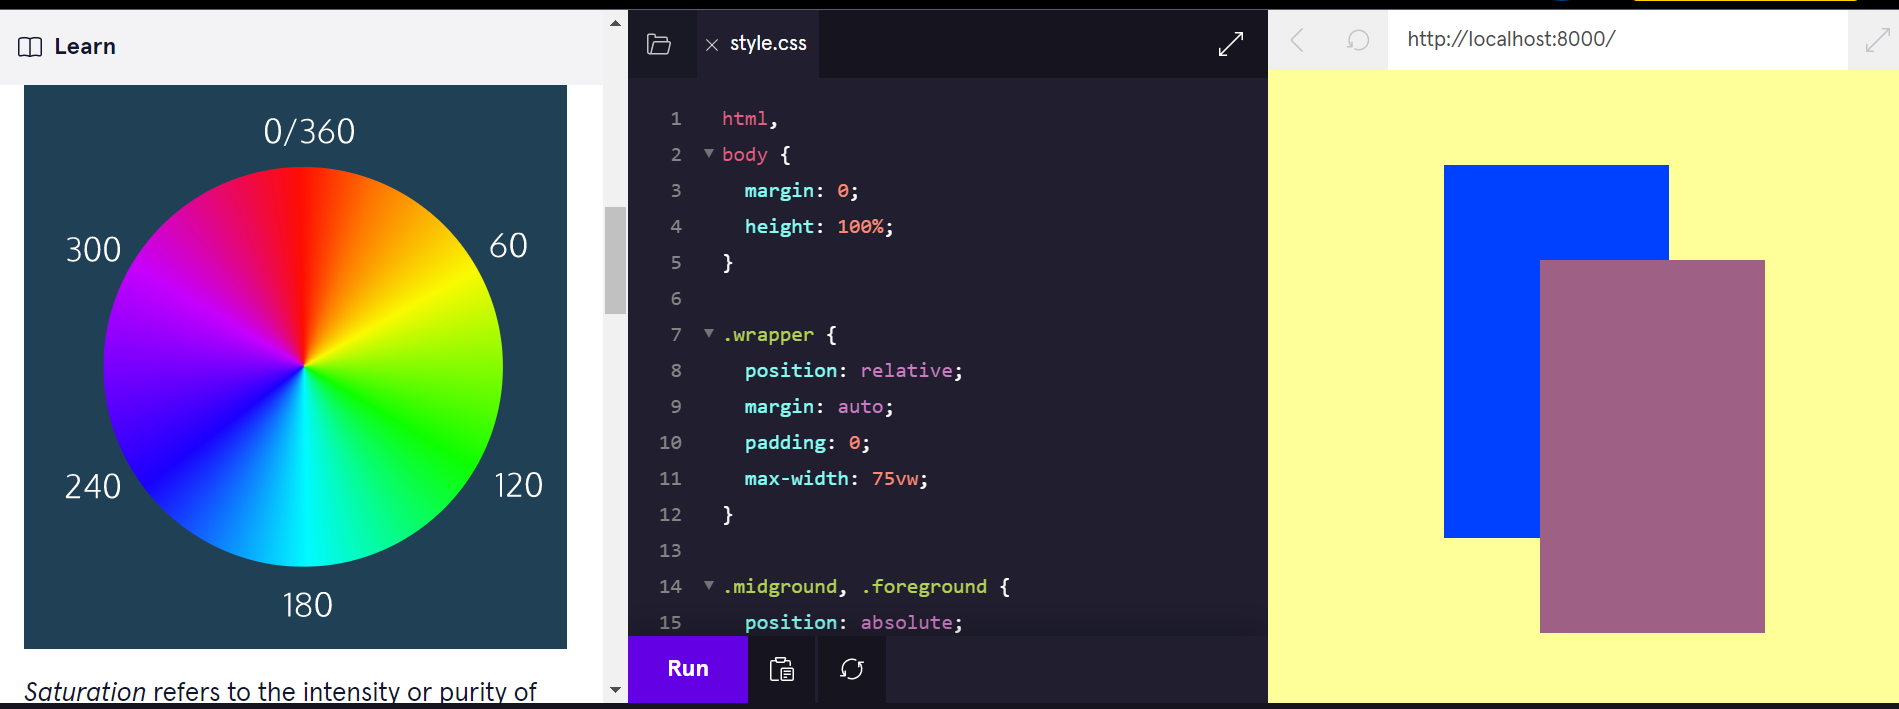 Learn
0/360
300
60
240
120
180
Saturation refers to the intensity or purity of
style.css
1 html,
2 body {
3 margin: 0;
4 height: 100%;
5 }
6
7 .wrapper {
8 position: relative;
9 margin: auto;
10 padding: 0;
11 max-width: 75vw;
12 }
13
14 .midground, .foreground {
15 position: absolute;
Run
http://localhost:8000/